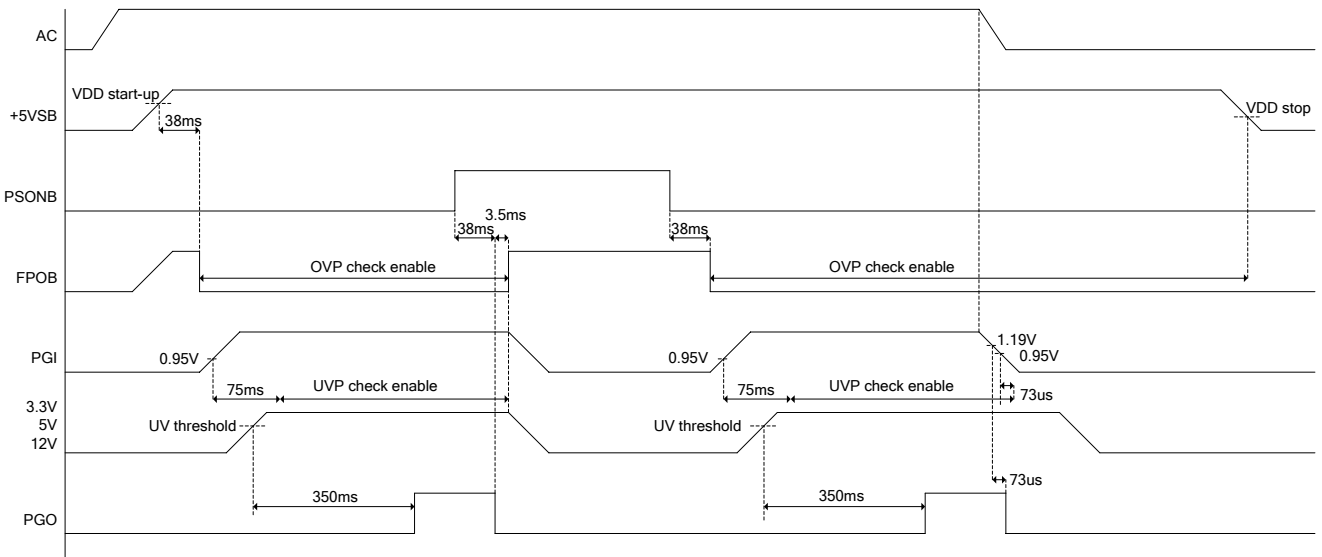 AC
VDD start-up
VDD stop
+5VSB
38ms
PSONB
3.5ms
38ms
38ms
OVP check enable
OVP check enable
FPOB
1.19V
PGI
0.95V
0.95V
0.95V
75ms
UVP check enable
75ms
UVP check enable
73us
3.3V
5V
12V
UV threshold
UV threshold
73us
350ms
350ms
PGO